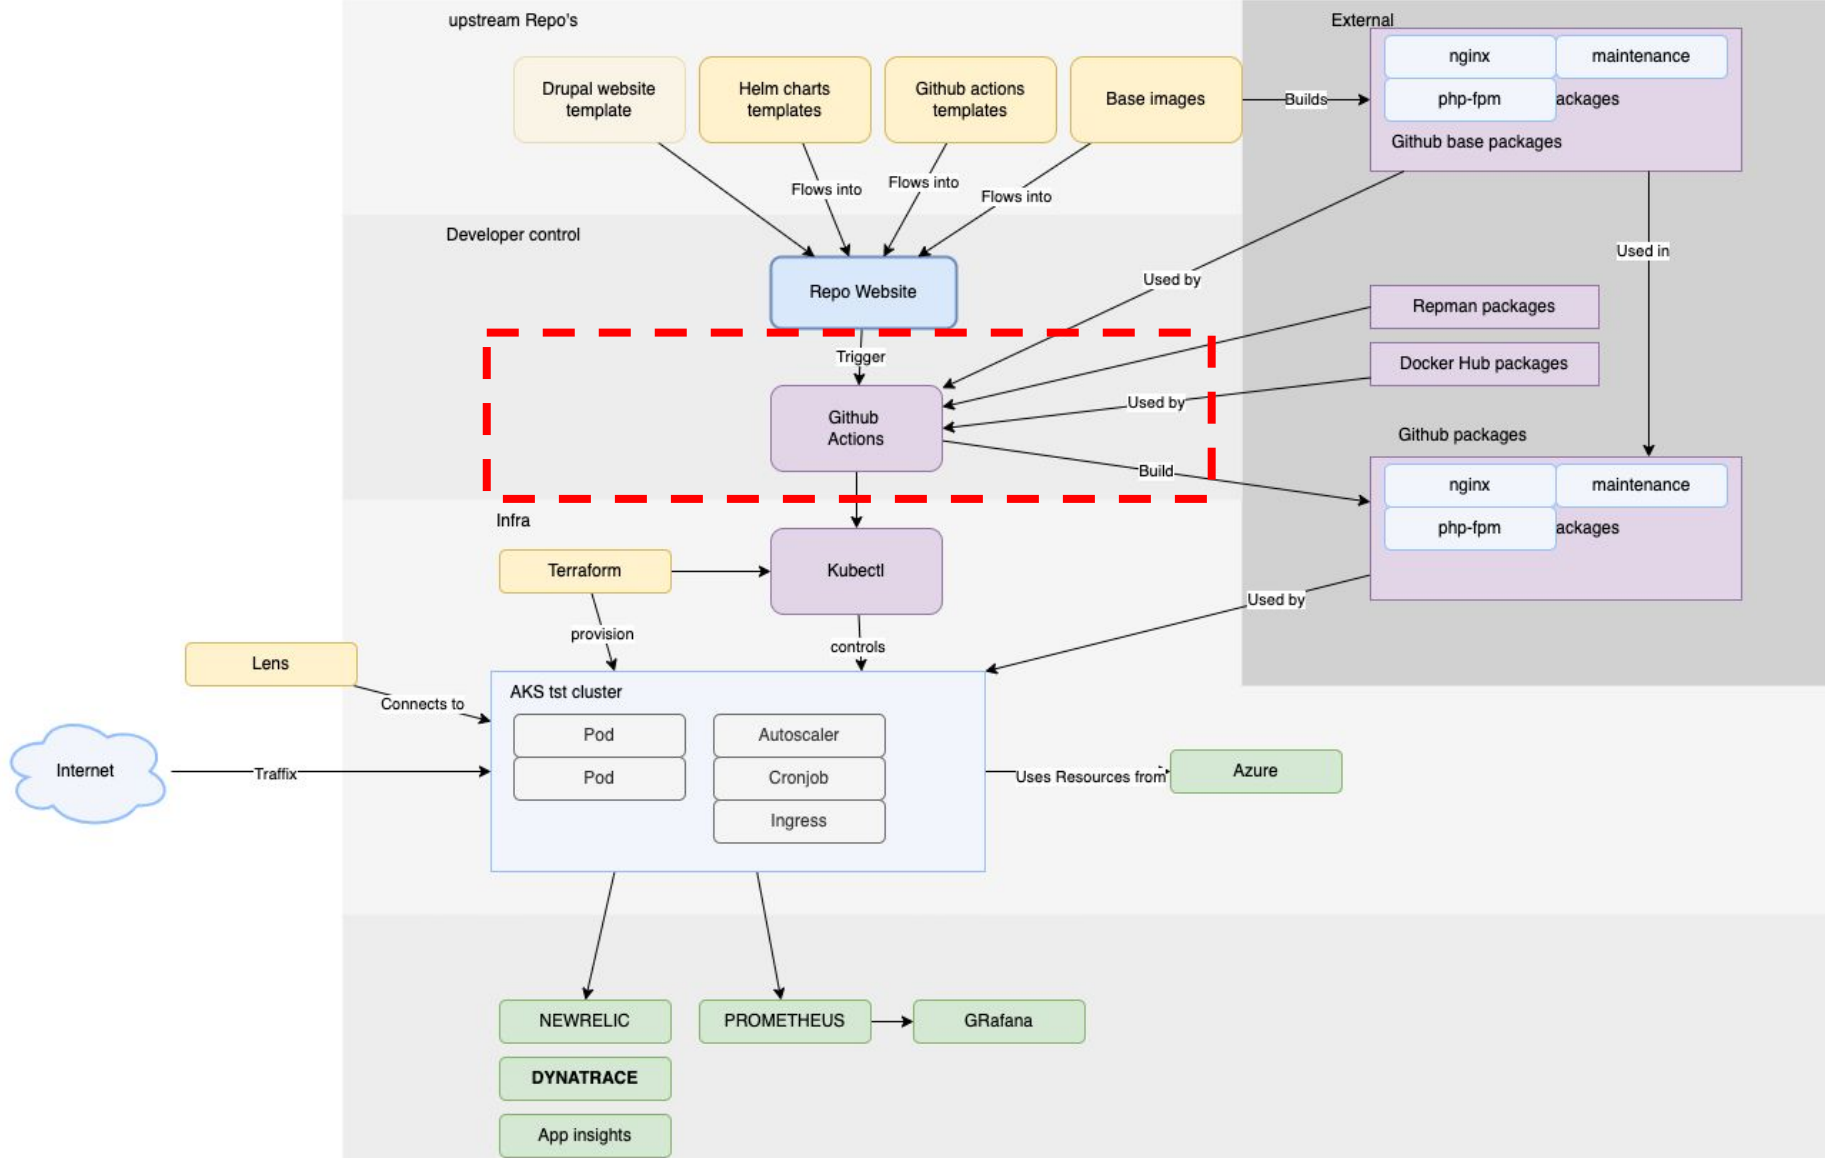 upstream Repo's
External
Drupal website
template
Helm charts
templates
Github actions
templates
Base images
Builds
nginx
maintenance
php-fpm
ackages
Github base packages
Flows into
Flows into
Flows into
Developer control
Repo Website
Used by
Used in
Trigger
Repman packages
Docker Hub packages
Github
Actions
Used by
Github packages
Build
nginx
maintenance
php-fpm
ackages
Infra
Terraform
Kubectl
Used by
provision
controls
Lens
Connects to
AKS tst cluster
Pod
Pod
Autoscaler
Cronjob
Ingress
Internet
Traffix
Uses Resources from
Azure
NEWRELIC
PROMETHEUS
GRafana
DYNATRACE
App insights